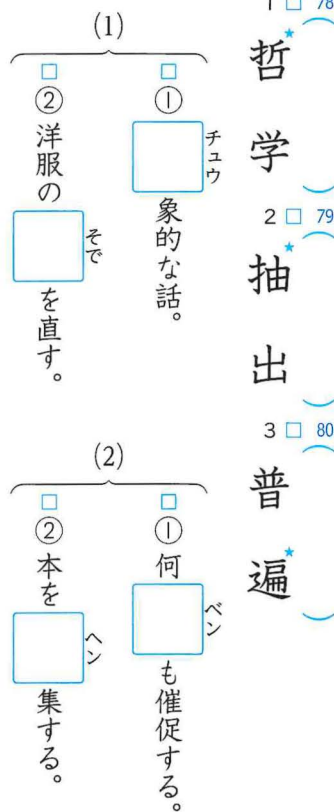 1 □ 78
哲学
2 □ 79
抽出
3 □ 80
普遍
(1)
① □象的な話。
チュウ
② 洋服の□を直す。
そで
(2)
① 何□も催促する。
ベン
② 本を□集する。
ヘン